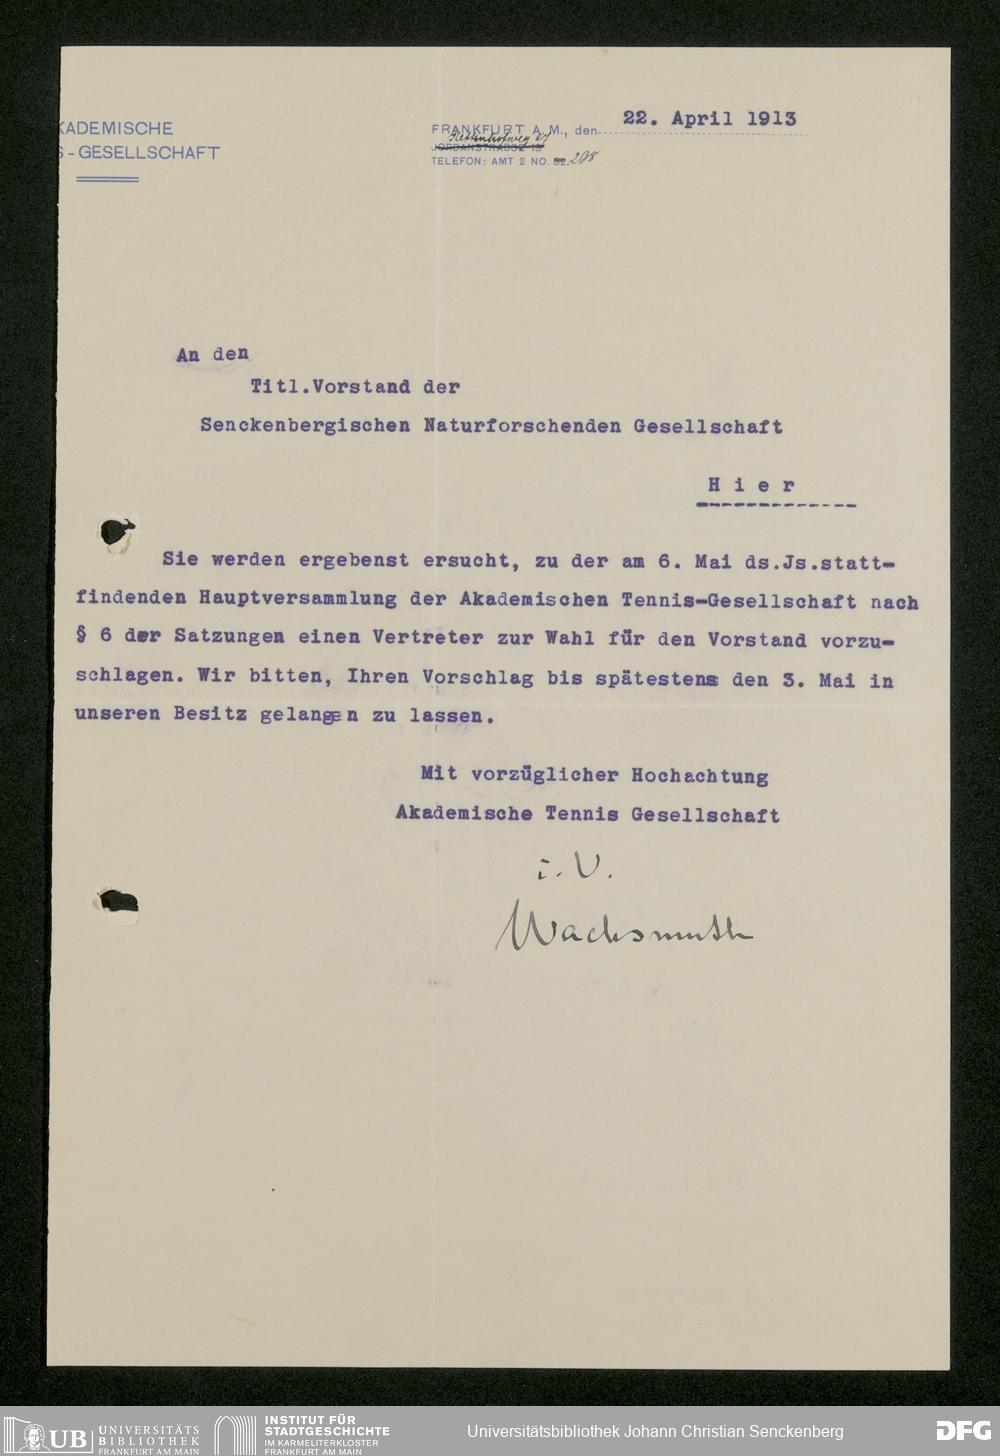 KADEMISCHE
S-GESELLSCHAFT
FRANKFURT A. M., den 22. April 1913
Kettenhofweg 27
JORDANSTRASSE 19
TELEFON: AMT 2 NO. 208
An den
Titl.Vorstand der
Senckenbergischen Naturforschenden Gesellschaft
H i e r
Sie werden ergebenst ersucht, zu der am 6. Mai ds.Js.statt-
findenden Hauptversammlung der Akademischen Tennis-Gesellschaft nach
§ 6 der Satzungen einen Vertreter zur Wahl für den Vorstand vorzu-
schlagen. Wir bitten, Ihren Vorschlag bis spätestens den 3. Mai in
unseren Besitz gelangen zu lassen.
Mit vorzüglicher Hochachtung
Akademische Tennis Gesellschaft
i. V.
Wachsmuth
UB UNIVERSITÄTS
BIBLIOTHEK
FRANKFURT AM MAIN
INSTITUT FÜR
STADTGESCHICHTE
IM KARMELITERKLOSTER
FRANKFURT AM MAIN
Universitätsbibliothek Johann Christian Senckenberg
DFG